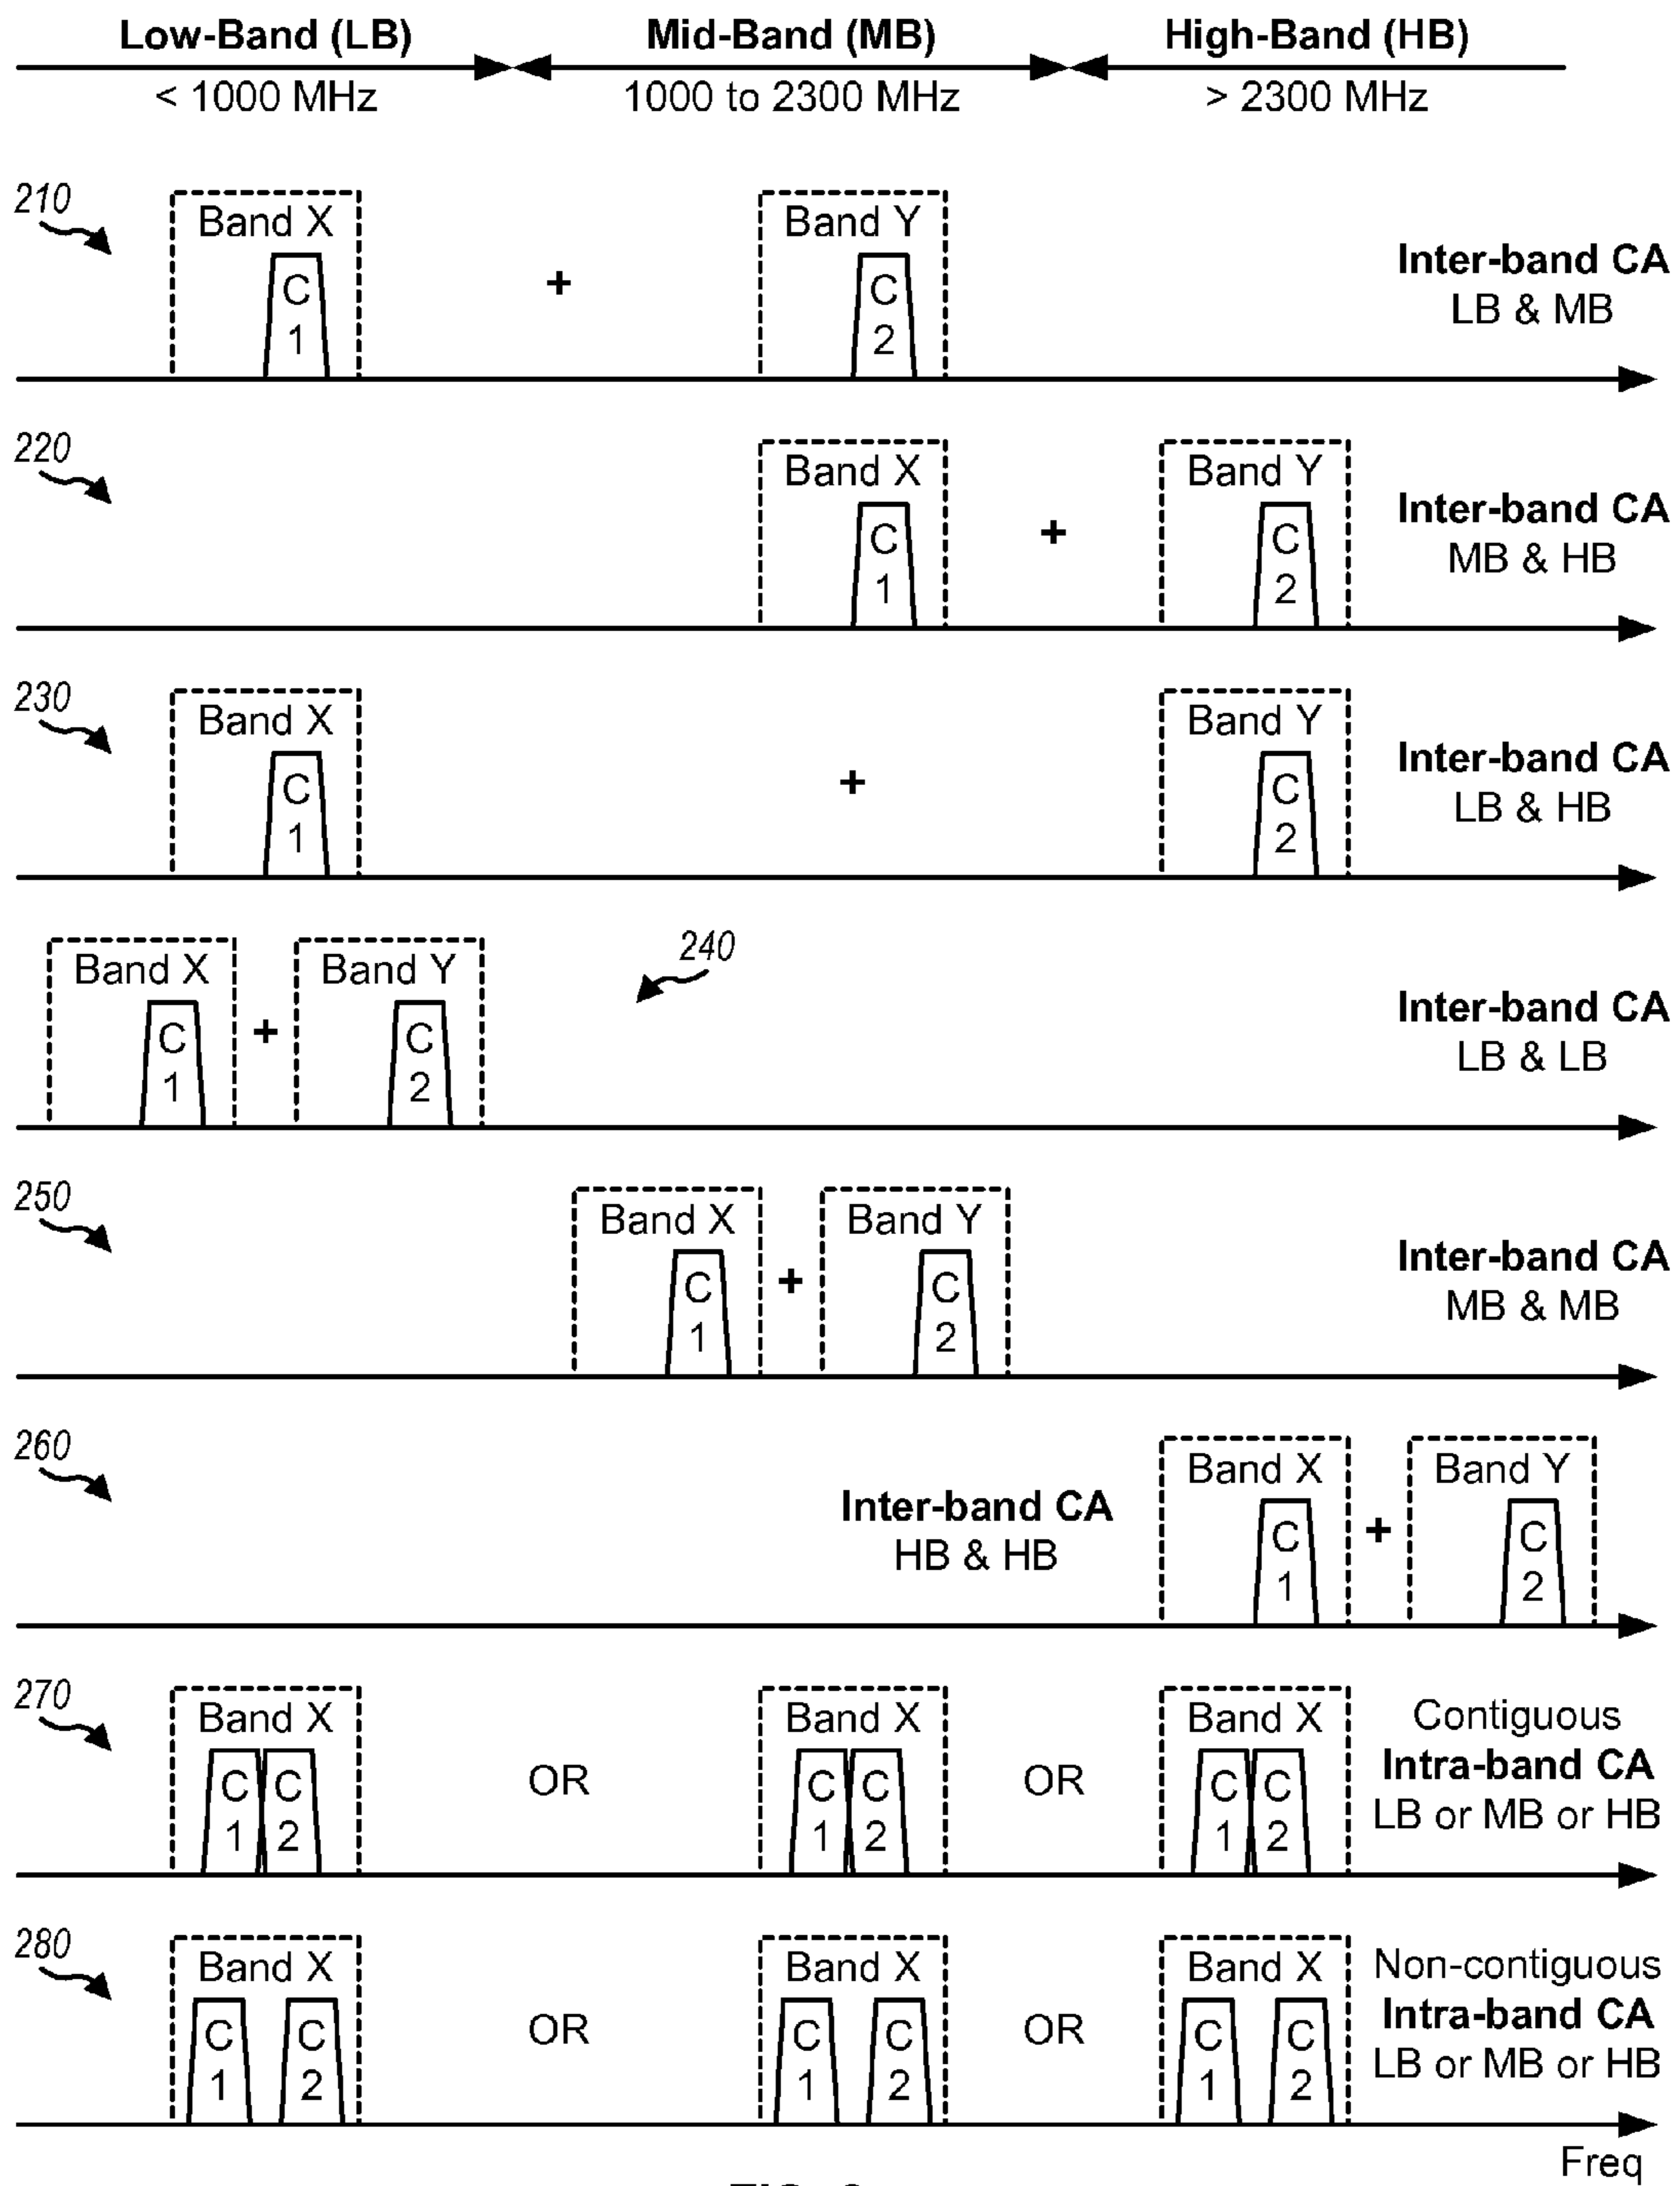 Low-Band (LB) Mid-Band (MB) High-Band (HB)
< 1000 MHz 1000 to 2300 MHz > 2300 MHz
210
Band X
C
1
+
Band Y
C
2
Inter-band CA
LB & MB
220
Band X
C
1
+
Band Y
C
2
Inter-band CA
MB & HB
230
Band X
C
1
+
Band Y
C
2
Inter-band CA
LB & HB
Band X
C
1
+
Band Y
C
2
240
Inter-band CA
LB & LB
250
Band X
C
1
+
Band Y
C
2
Inter-band CA
MB & MB
260
Inter-band CA
HB & HB
Band X
C
1
+
Band Y
C
2
270
Band X
C C
1 2
OR
Band X
C C
1 2
OR
Band X
C C
1 2
Contiguous
Intra-band CA
LB or MB or HB
280
Band X
C C
1 2
OR
Band X
C C
1 2
OR
Band X
C C
1 2
Non-contiguous
Intra-band CA
LB or MB or HB
Freq